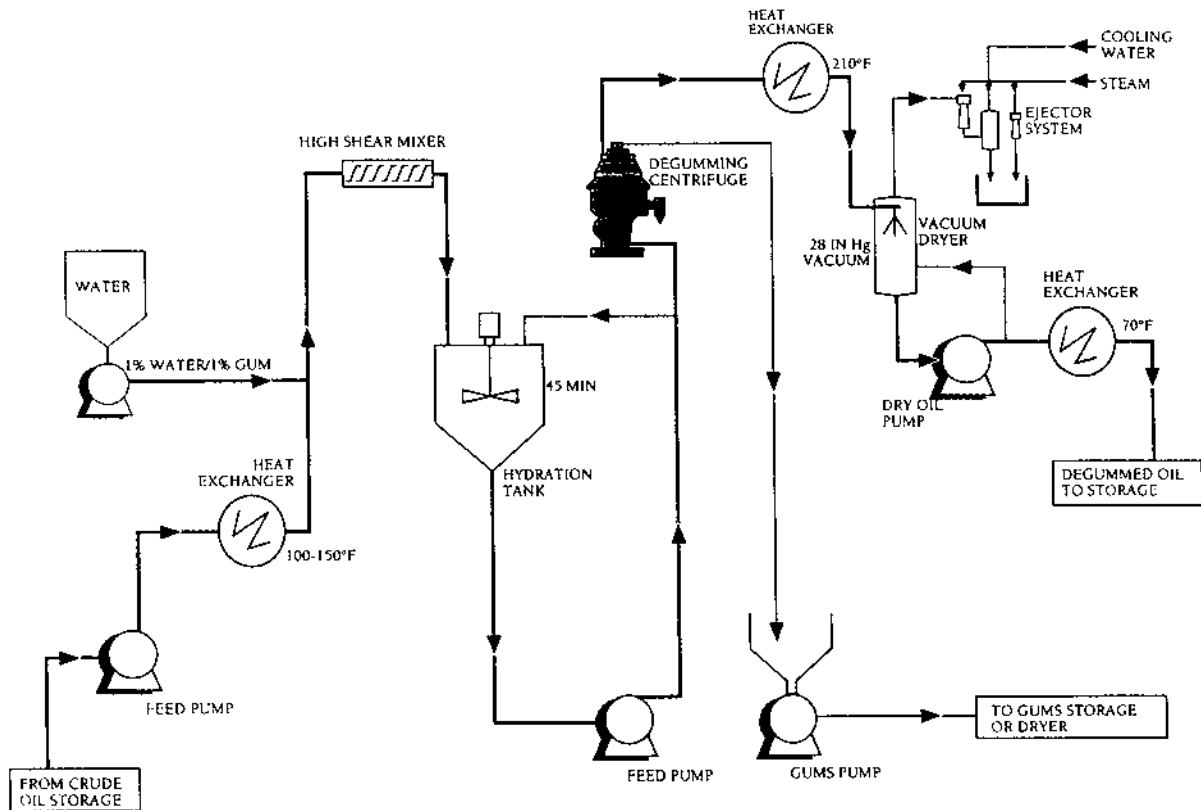 HEAT
EXCHANGER
210°F
COOLING
WATER
STEAM
EJECTOR
SYSTEM
HIGH SHEAR MIXER
DEGUMMING
CENTRIFUGE
VACUUM
DRYER
28 IN Hg
VACUUM
HEAT
EXCHANGER
70°F
WATER
1% WATER/1% GUM
45 MIN
DRY OIL
PUMP
HYDRATION
TANK
DEGUMMED OIL
TO STORAGE
HEAT
EXCHANGER
100-150°F
FEED PUMP
FEED PUMP
GUMS PUMP
TO GUMS STORAGE
OR DRYER
FROM CRUDE
OIL STORAGE